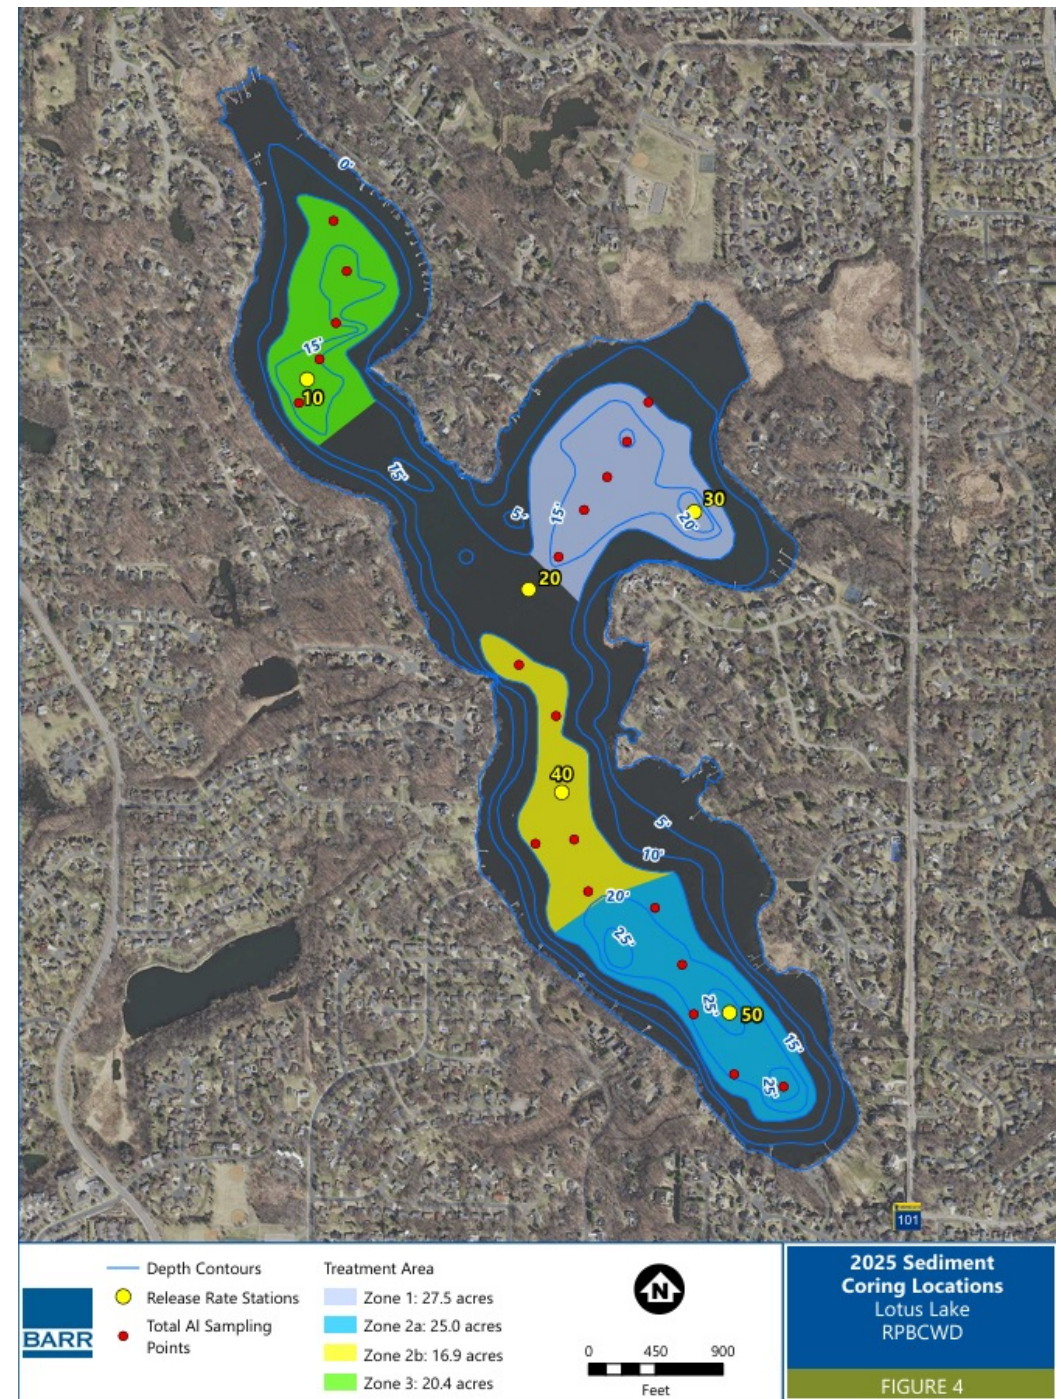 0'
15'
10
15'
30
5'
15'
20'
20
40
5'
10'
20'
25'
25'
50
15'
25'
101
Depth Contours
Release Rate Stations
Total Al Sampling
Points
BARR
Treatment Area
Zone 1: 27.5 acres
Zone 2a: 25.0 acres
Zone 2b: 16.9 acres
Zone 3: 20.4 acres
N
0 450 900
Feet
2025 Sediment
Coring Locations
Lotus Lake
RPBCWD
FIGURE 4